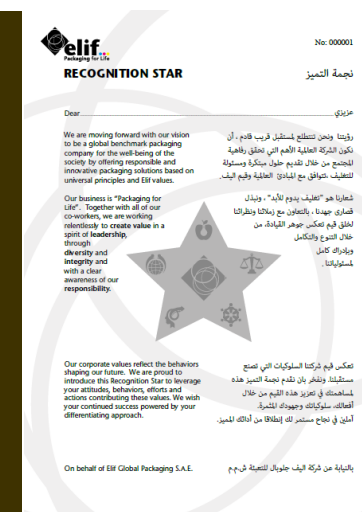 elif
Packaging for Life
No: 000001
RECOGNITION STAR
نجمة التميز
Dear
عزيزي
We are moving forward with our vision
to be a global benchmark packaging
company for the well-being of the
society by offering responsible and
innovative packaging solutions based on
universal principles and Elif values.
رؤيتنا ونحن نتطلع لمستقبل قريب قادم ، أن
نكون الشركة العالمية الأهم التي تحقق رفاهية
المجتمع من خلال تقديم حلول مبتكرة ومسئولة
للتغليف ،تتوافق مع المبادئ العالمية وقيم اليف.
Our business is “Packaging for
Life”. Together with all of our
co-workers, we are working
relentlessly to create value in a
spirit of leadership,
through
diversity and
integrity and
with a clear
awareness of our
responsibility.
شعارنا هو "تغليف يدوم للأبد" ، ونبذل
قصارى جهدنا ، بالتعاون مع زملائنا ونظرائنا
لخلق قيم تعكس جوهر القيادة، من
خلال التنوع والتكامل
وبإدراك كامل
لمسئولياتنا.
Our corporate values reflect the behaviors
shaping our future. We are proud to
introduce this Recognition Star to leverage
your attitudes, behaviors, efforts and
actions contributing these values. We wish
your continued success powered by your
differentiating approach.
تعكس قيم شركتنا السلوكيات التي تصنع
مستقبلنا. ونفخر بان نقدم نجمة التميز هذه
لمساهمتك في تعزيز هذه القيم من خلال
أفعالك، سلوكياتك وجهودك المثمرة.
آملين في نجاح مستمر لك إنطلاقا من أدائك المميز.
On behalf of Elif Global Packaging S.A.E.
بالنيابة عن شركة اليف جلوبال للتعبئة ش.م.م